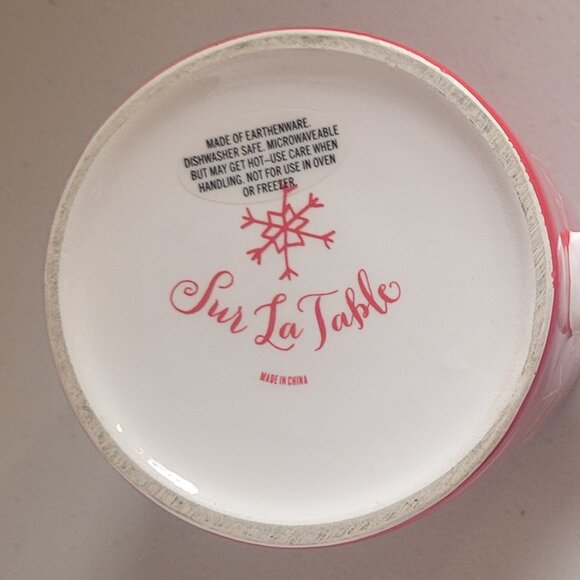 MADE OF EARTHENWARE.
DISHWASHER SAFE. MICROWAVEABLE
BUT MAY GET HOT–USE CARE WHEN
HANDLING. NOT FOR USE IN OVEN
OR FREEZER.
Sur La Table
MADE IN CHINA